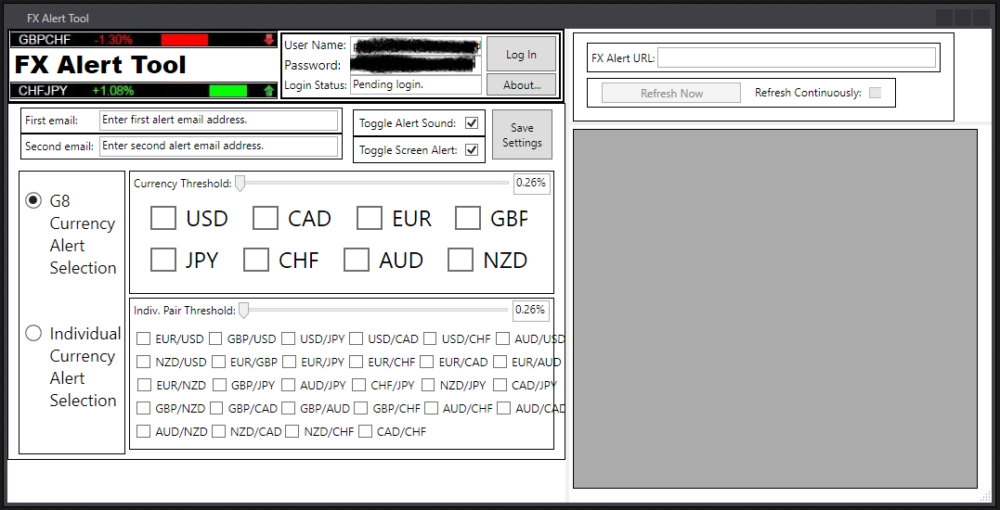 FX Alert Tool
GBPCHF -1.30%
FX Alert Tool
CHFJPY +1.08%
User Name:
Password:
Login Status: Pending login.
Log In
About...
First email: Enter first alert email address.
Second email: Enter second alert email address.
Toggle Alert Sound:
Toggle Screen Alert:
Save
Settings
G8
Currency
Alert
Selection
Individual
Currency
Alert
Selection
Currency Threshold: 0.26%
USD CAD EUR GBP
JPY CHF AUD NZD
Indiv. Pair Threshold: 0.26%
EUR/USD GBP/USD USD/JPY USD/CAD USD/CHF AUD/USD
NZD/USD EUR/GBP EUR/JPY EUR/CHF EUR/CAD EUR/AUD
EUR/NZD GBP/JPY AUD/JPY CHF/JPY NZD/JPY CAD/JPY
GBP/NZD GBP/CAD GBP/AUD GBP/CHF AUD/CHF AUD/CAD
AUD/NZD NZD/CAD NZD/CHF CAD/CHF
FX Alert URL:
Refresh Now Refresh Continuously: